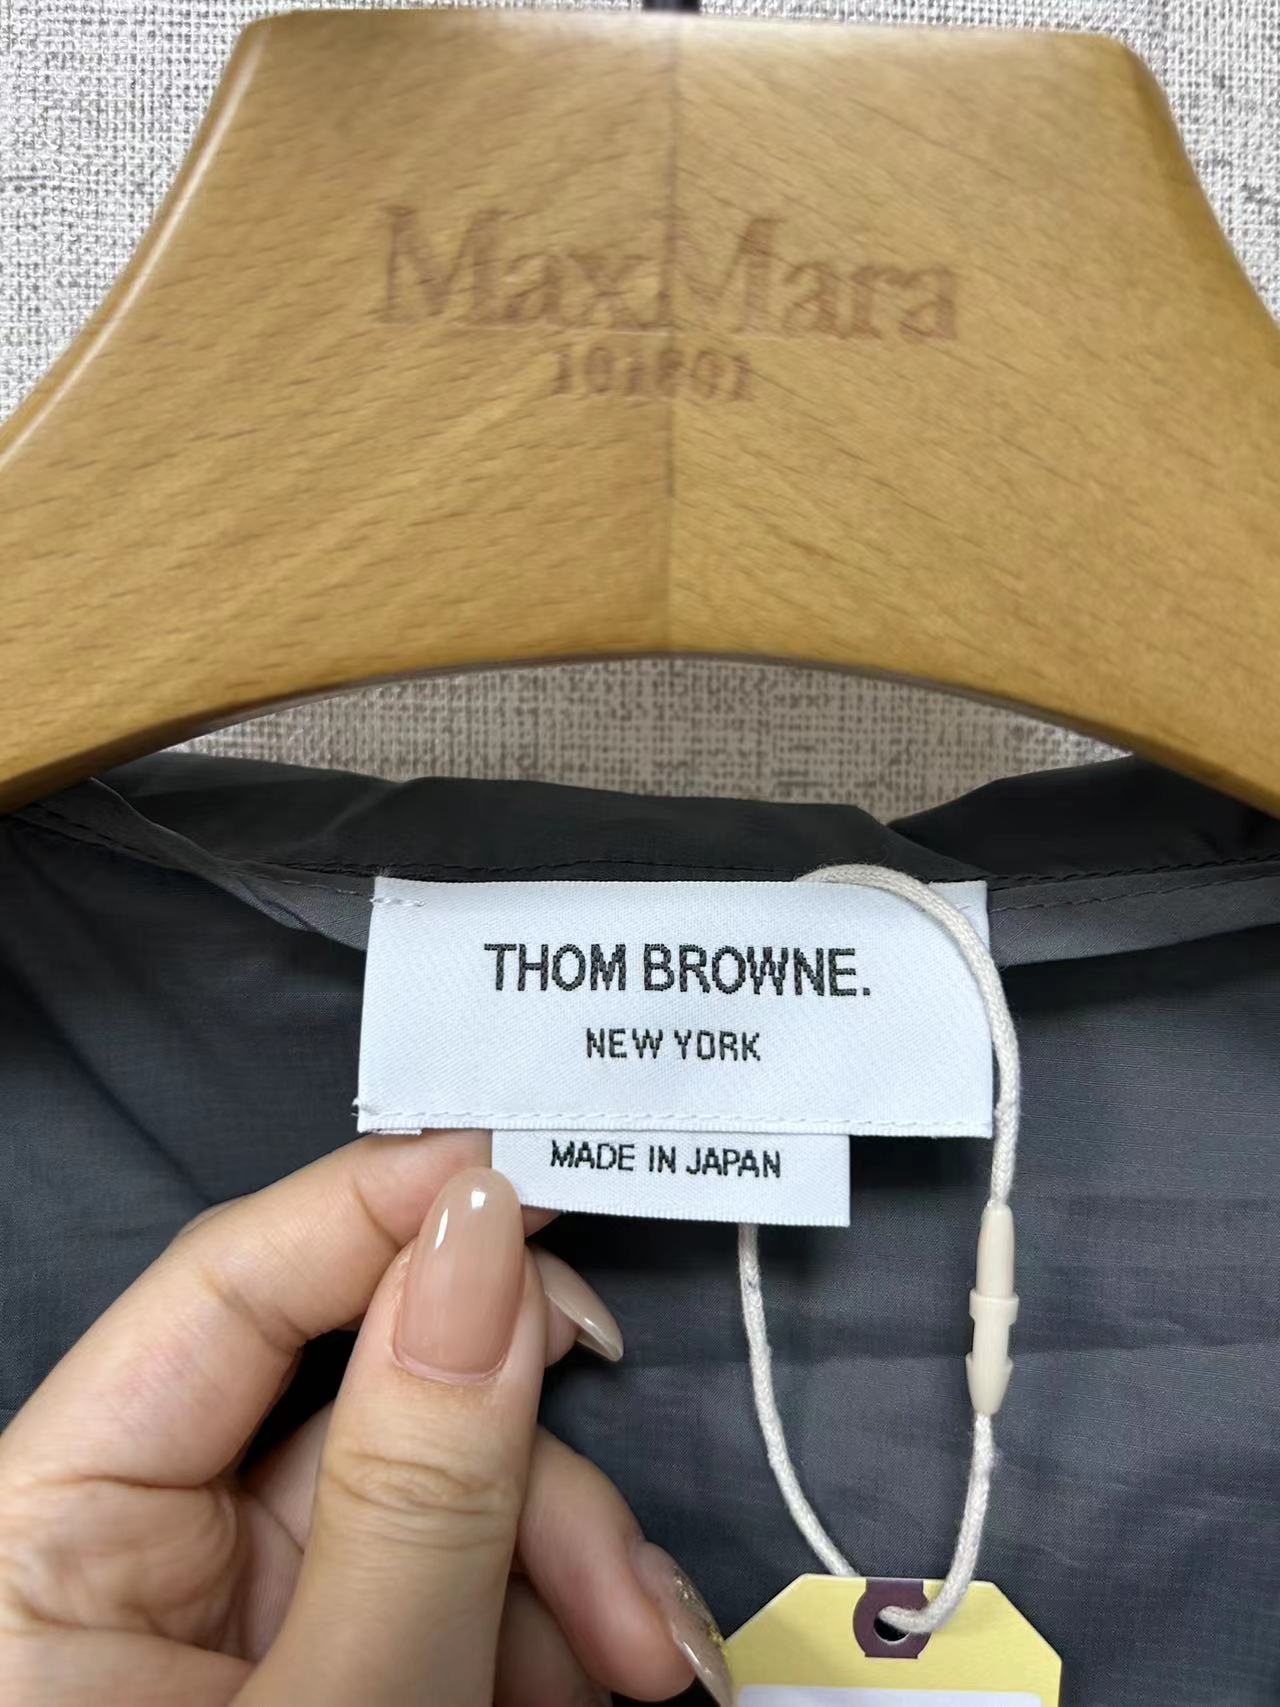 MaxMara
101801
THOM BROWNE.
NEW YORK
MADE IN JAPAN